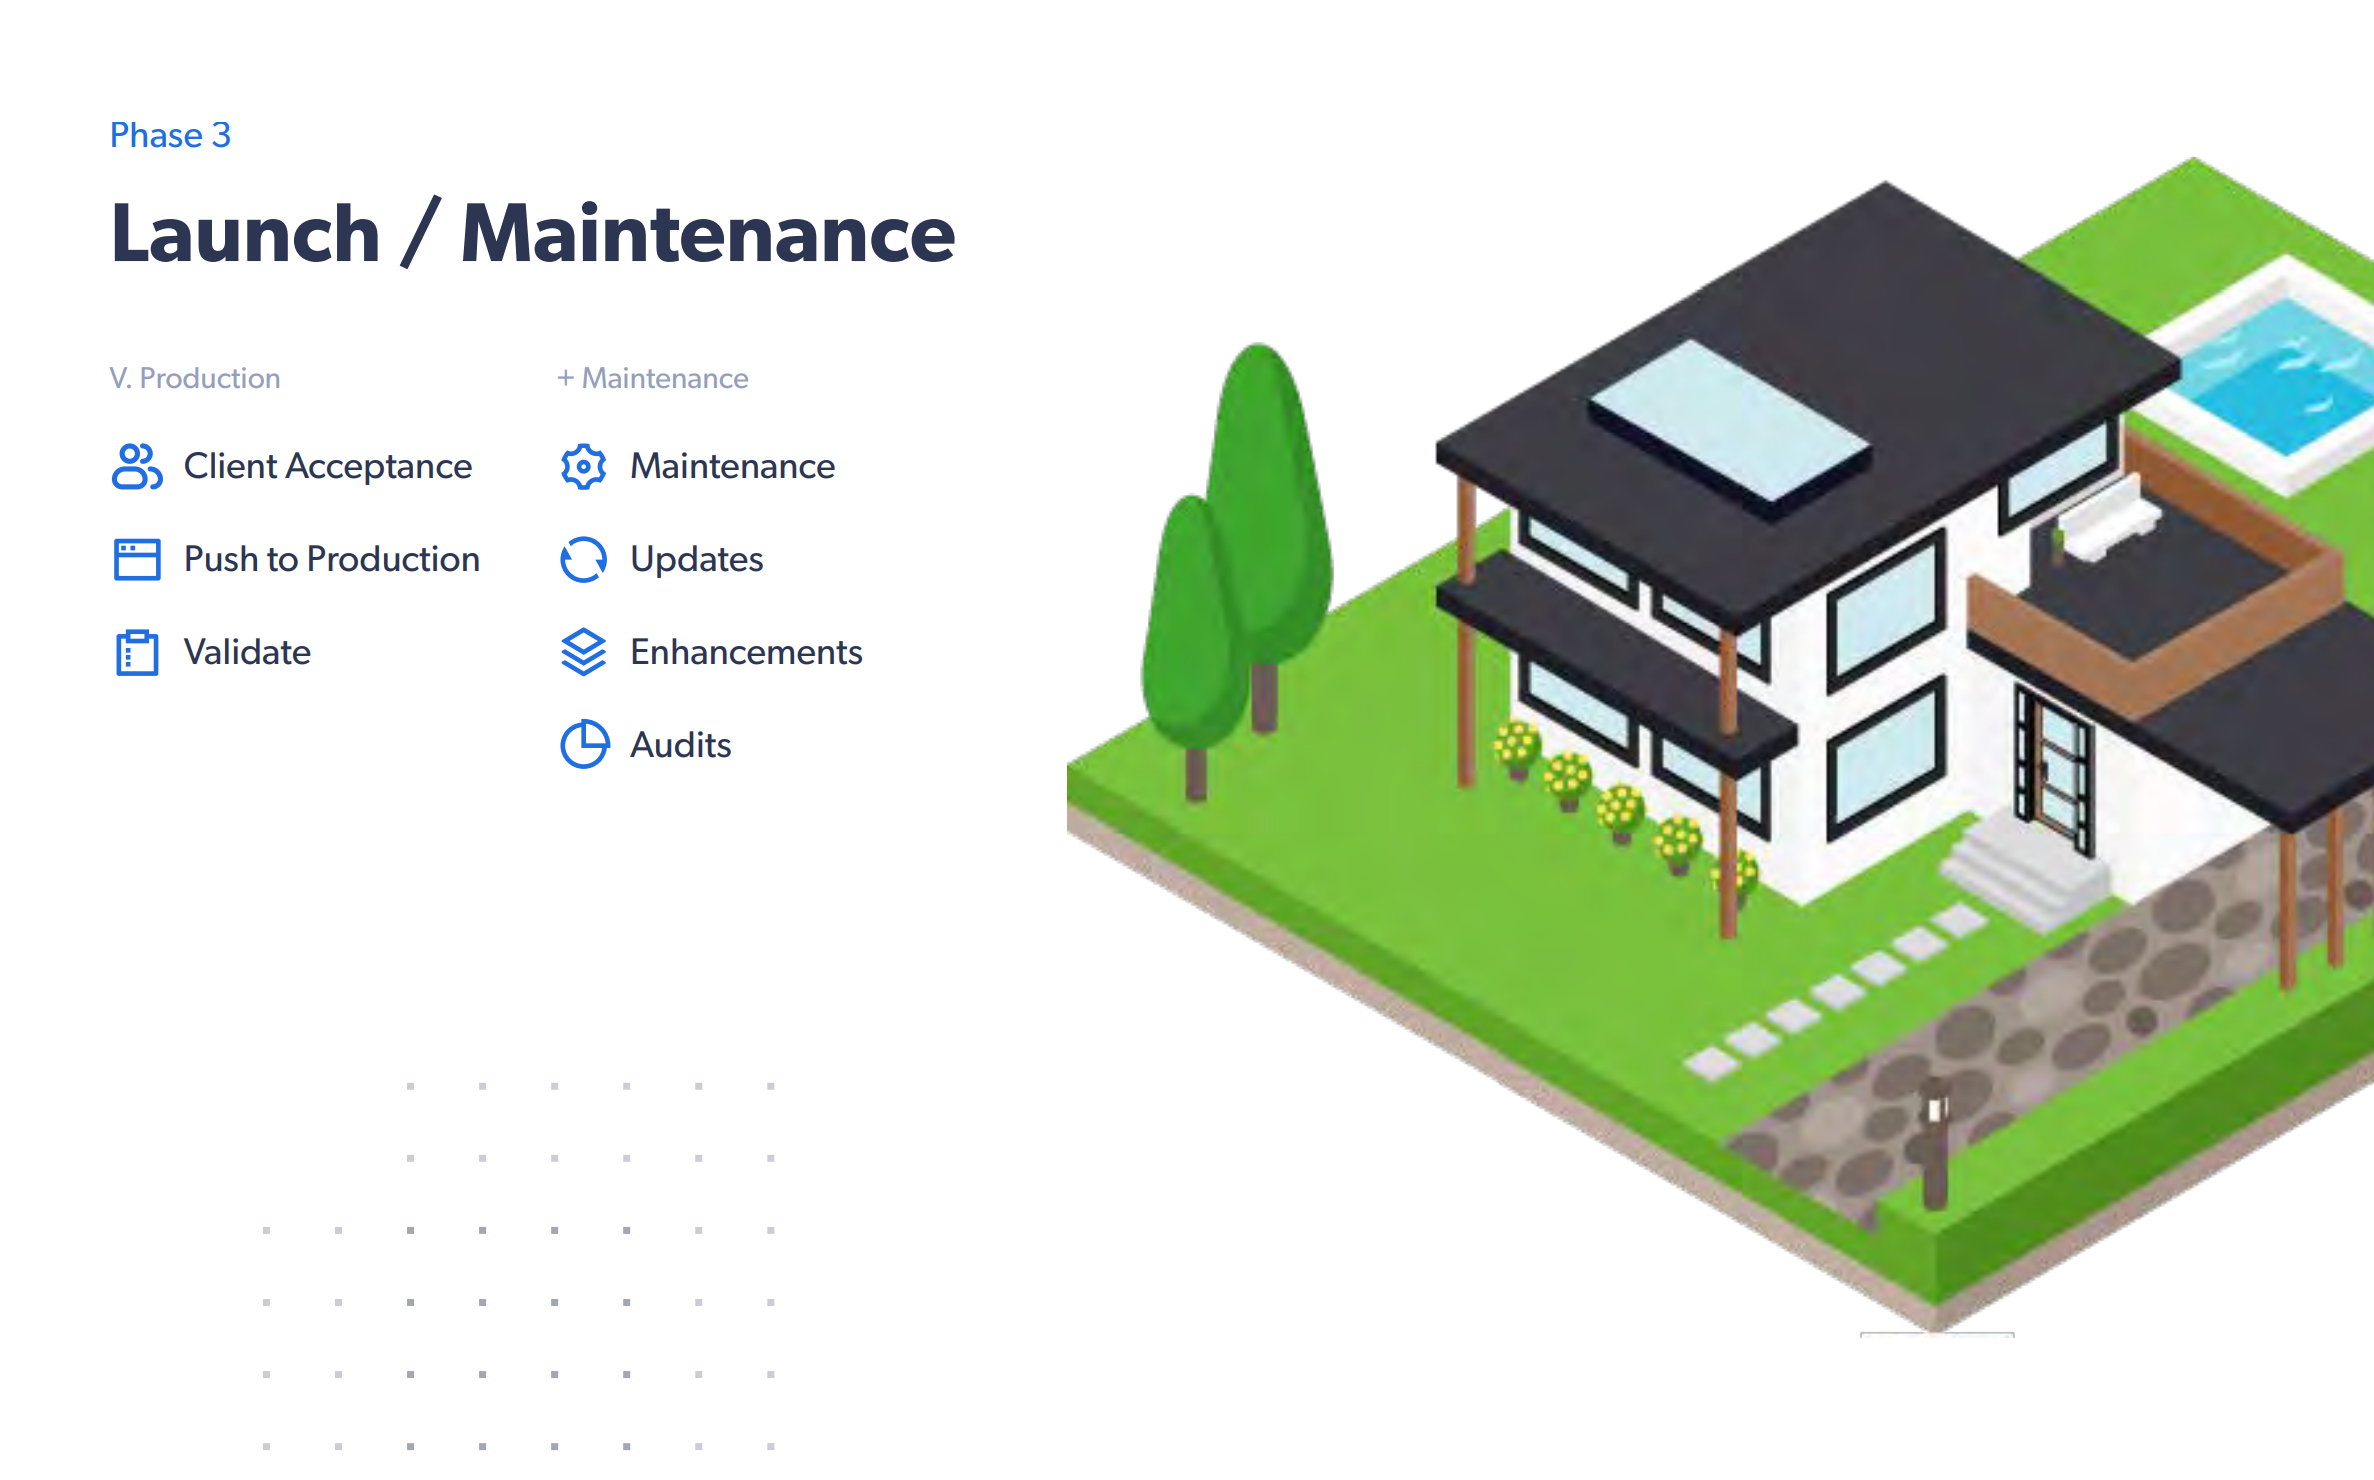 Phase 3
Launch / Maintenance
V. Production
Client Acceptance
Push to Production
Validate
+ Maintenance
Maintenance
Updates
Enhancements
Audits